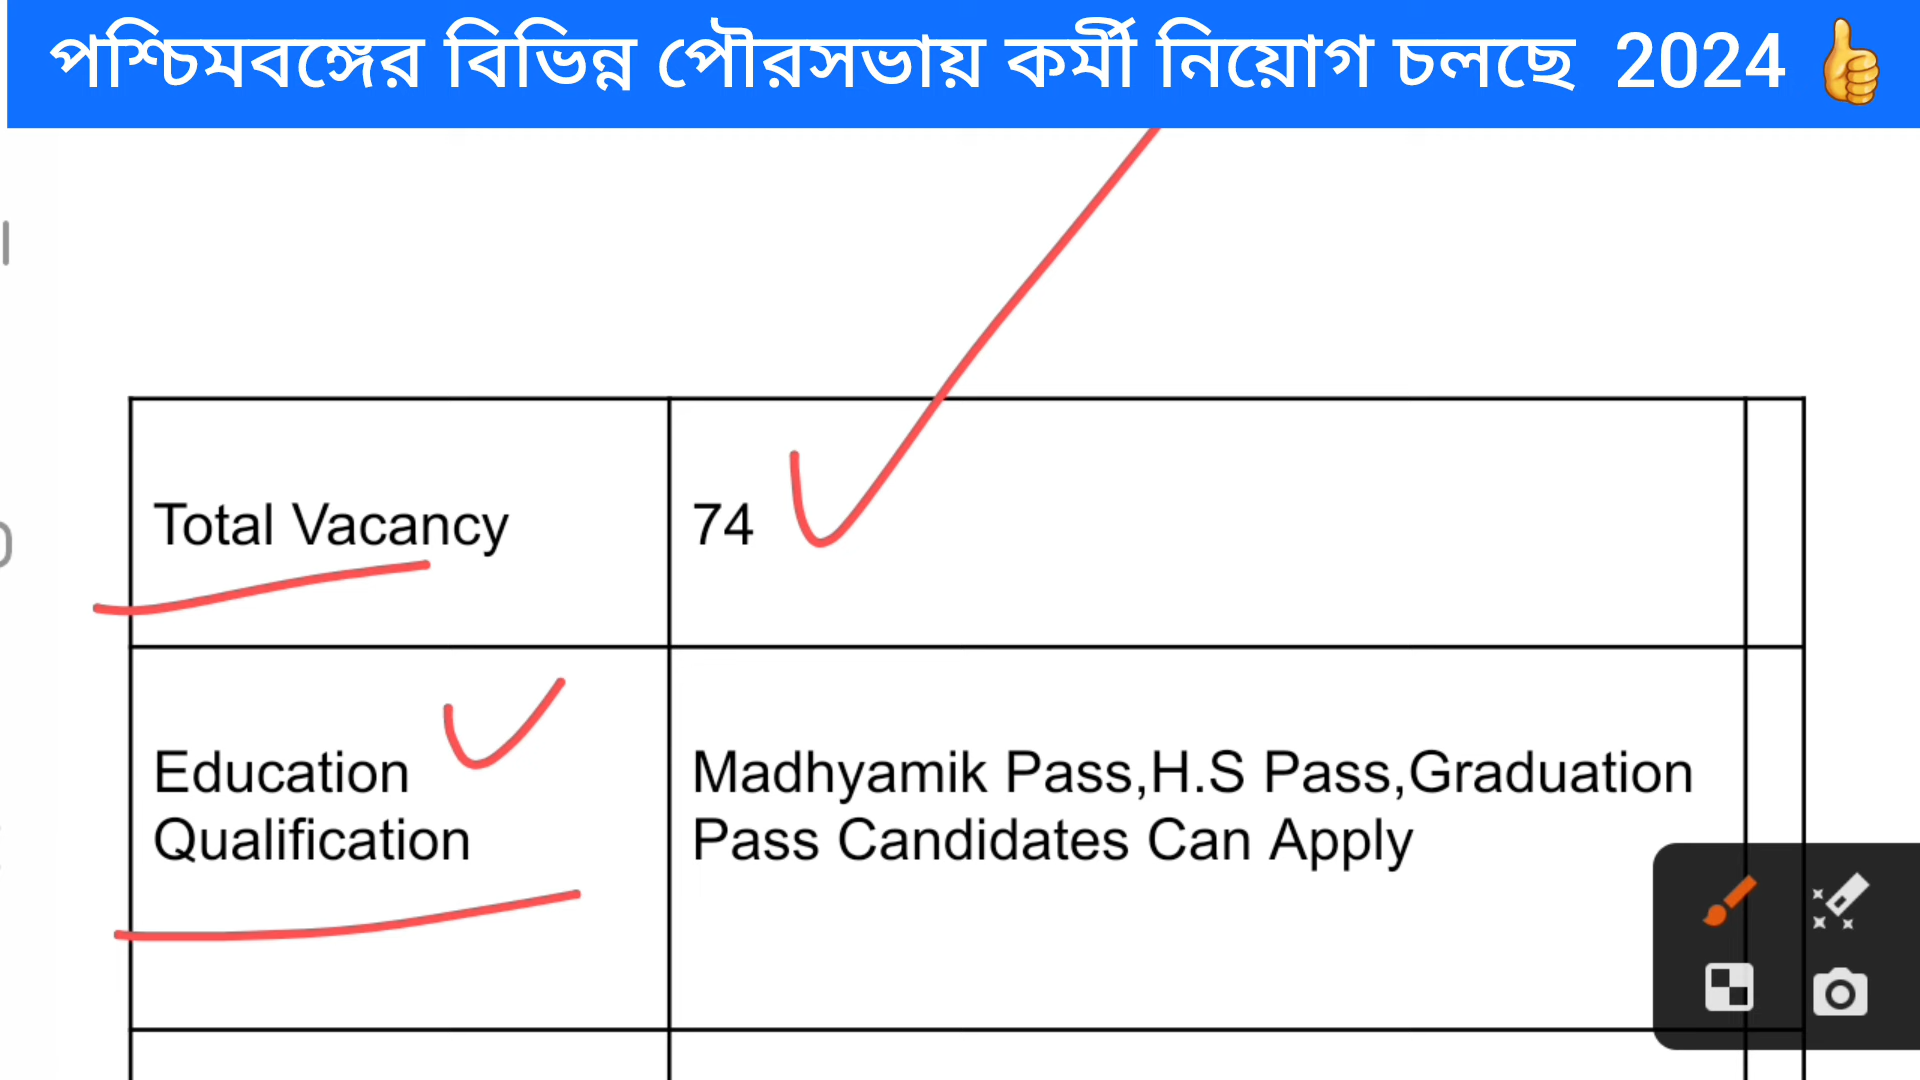 পশ্চিমবঙ্গের বিভিন্ন পৌরসভায় কর্মী নিয়োগ চলছে 2024 👍
Total Vacancy
74
Education
Qualification
Madhyamik Pass,H.S Pass,Graduation
Pass Candidates Can Apply